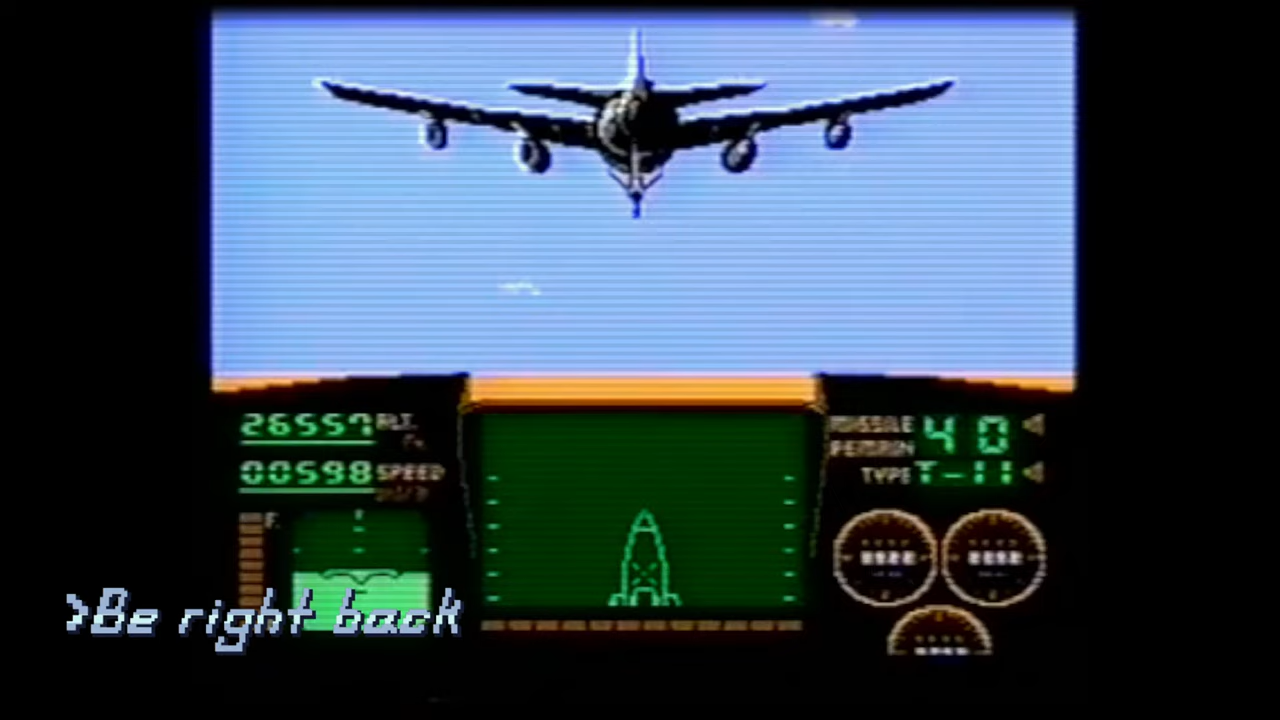 26557 ALT.
00598 SPEED
F
MISSILE
REMAIN
40
TYPE T-11
>Be right back